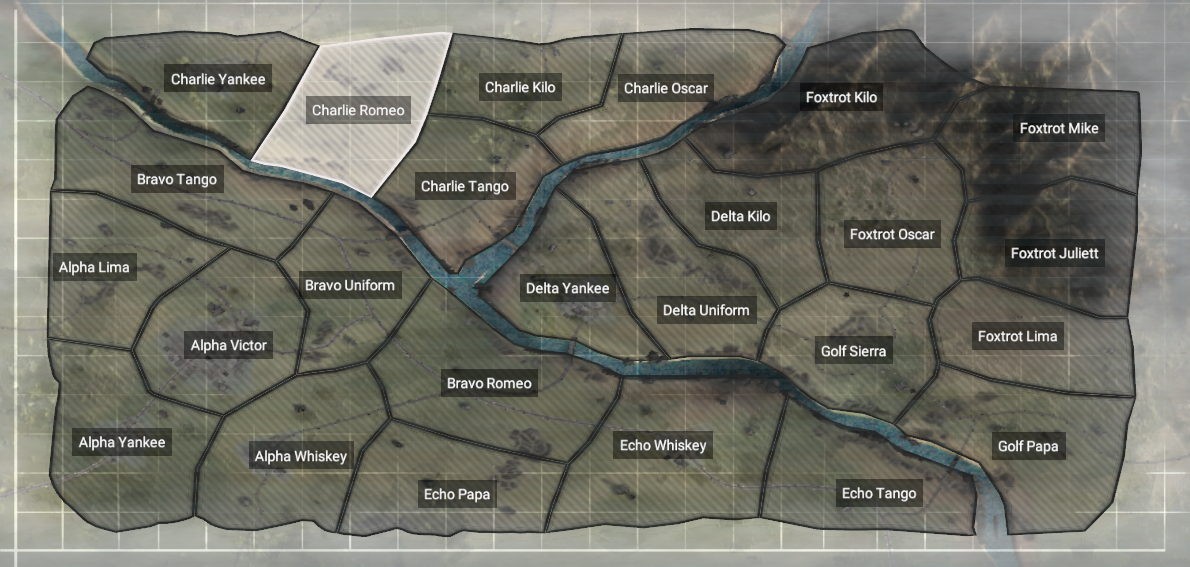 Charlie Yankee
Charlie Romeo
Charlie Kilo
Charlie Oscar
Foxtrot Kilo
Foxtrot Mike
Bravo Tango
Charlie Tango
Delta Kilo
Foxtrot Oscar
Foxtrot Juliett
Alpha Lima
Bravo Uniform
Delta Yankee
Delta Uniform
Foxtrot Lima
Alpha Victor
Golf Sierra
Bravo Romeo
Alpha Yankee
Alpha Whiskey
Echo Whiskey
Golf Papa
Echo Papa
Echo Tango